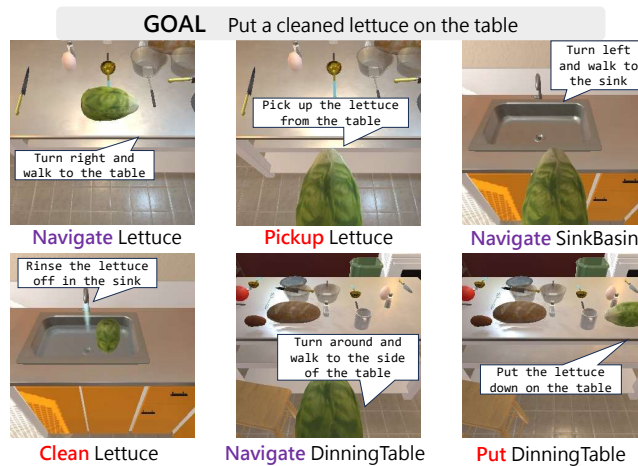 GOAL Put a cleaned lettuce on the table
Turn right and
walk to the table
Navigate Lettuce
Pick up the lettuce
from the table
Pickup Lettuce
Turn left
and walk to
the sink
Navigate SinkBasin
Rinse the lettuce
off in the sink
Clean Lettuce
Turn around and
walk to the side
of the table
Navigate DinningTable
Put the lettuce
down on the table
Put DinningTable